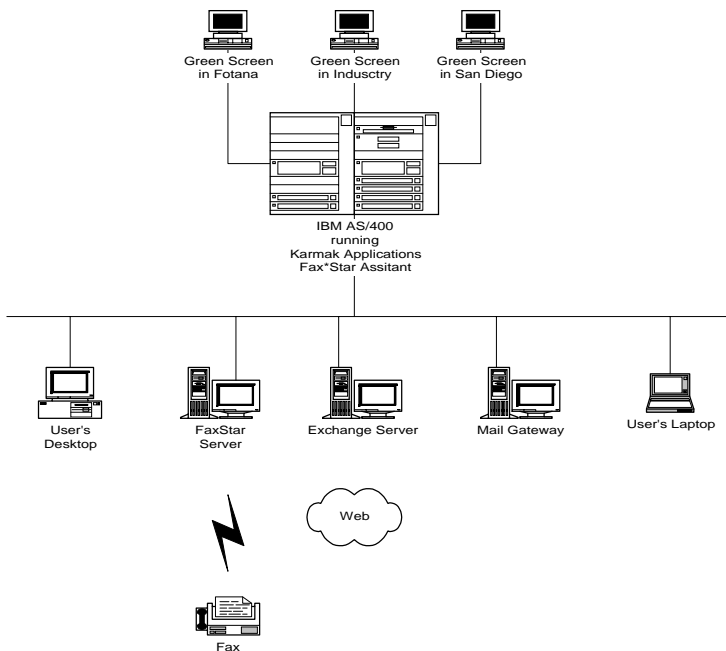 Green Screen
in Fotana
Green Screen
in Indusctry
Green Screen
in San Diego
IBM AS/400
running
Karmak Applications
Fax*Star Assitant
User's
Desktop
FaxStar
Server
Exchange Server
Mail Gateway
User's Laptop
Web
Fax